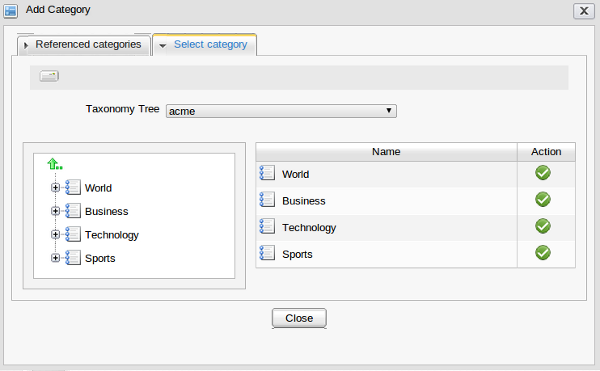 Add Category
Referenced categories
Select category
Taxonomy Tree
acme
World
Business
Technology
Sports
Name
Action
World
Business
Technology
Sports
Close